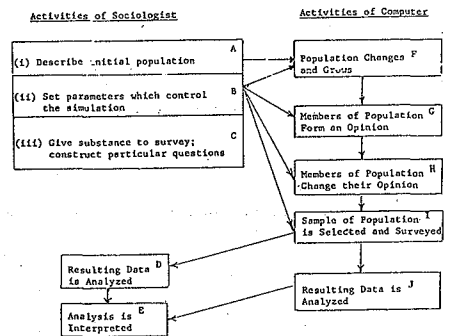 Activities of Sociologist
Activities of Computer
A
(i) Describe initial population
B
(ii) Set parameters which control
the simulation
C
(iii) Give substance to survey;
construct particular questions
Population Changes F
and Grows
Members of Population G
Form an Opinion
Members of Population H
Change their Opinion
Sample of Population I
is Selected and Surveyed
Resulting Data D
is Analyzed
Resulting Data is J
Analyzed
Analysis is E
Interpreted